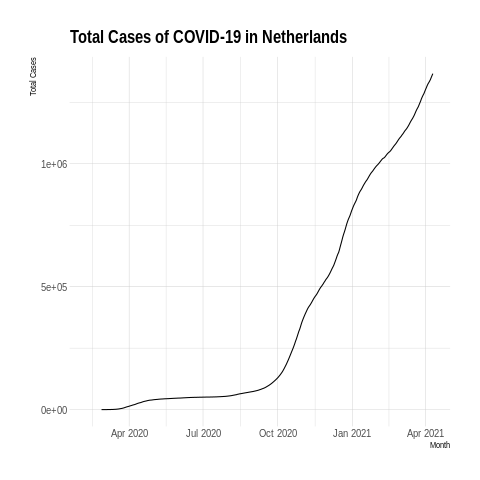 Total Cases of COVID-19 in Netherlands
Total Cases
1e+06
5e+05
0e+00
Apr 2020 Jul 2020 Oct 2020 Jan 2021 Apr 2021
Month